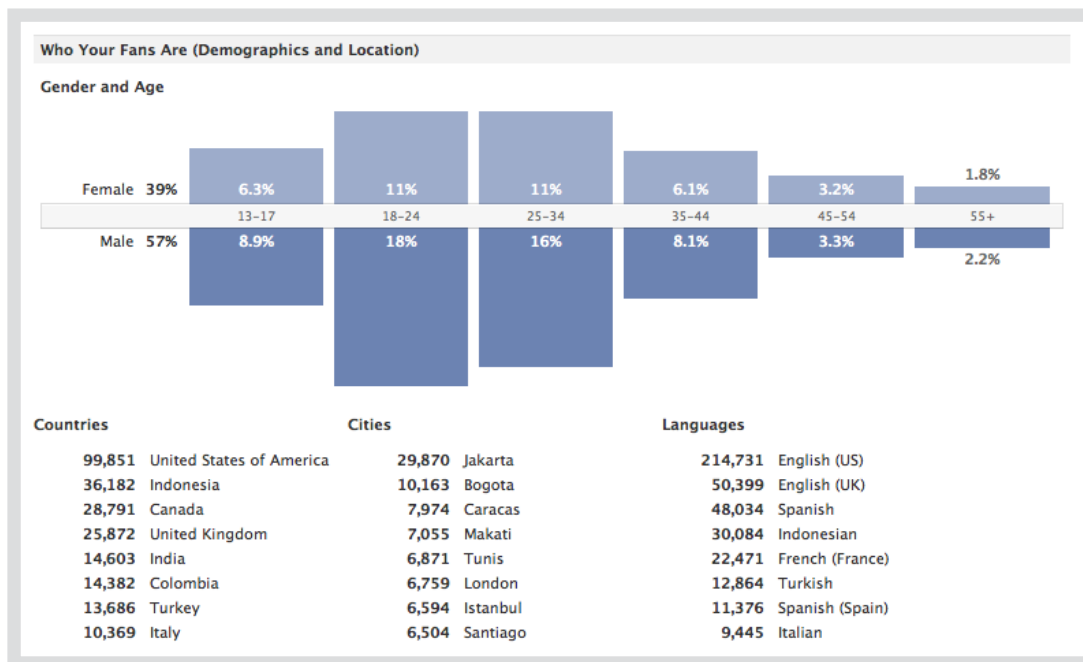 Who Your Fans Are (Demographics and Location)
Gender and Age
Female 39% 6.3% 11% 11% 6.1% 3.2% 1.8%
13-17 18-24 25-34 35-44 45-54 55+
Male 57% 8.9% 18% 16% 8.1% 3.3% 2.2%
Countries Cities Languages
99,851 United States of America 29,870 Jakarta 214,731 English (US)
36,182 Indonesia 10,163 Bogota 50,399 English (UK)
28,791 Canada 7,974 Caracas 48,034 Spanish
25,872 United Kingdom 7,055 Makati 30,084 Indonesian
14,603 India 6,871 Tunis 22,471 French (France)
14,382 Colombia 6,759 London 12,864 Turkish
13,686 Turkey 6,594 Istanbul 11,376 Spanish (Spain)
10,369 Italy 6,504 Santiago 9,445 Italian